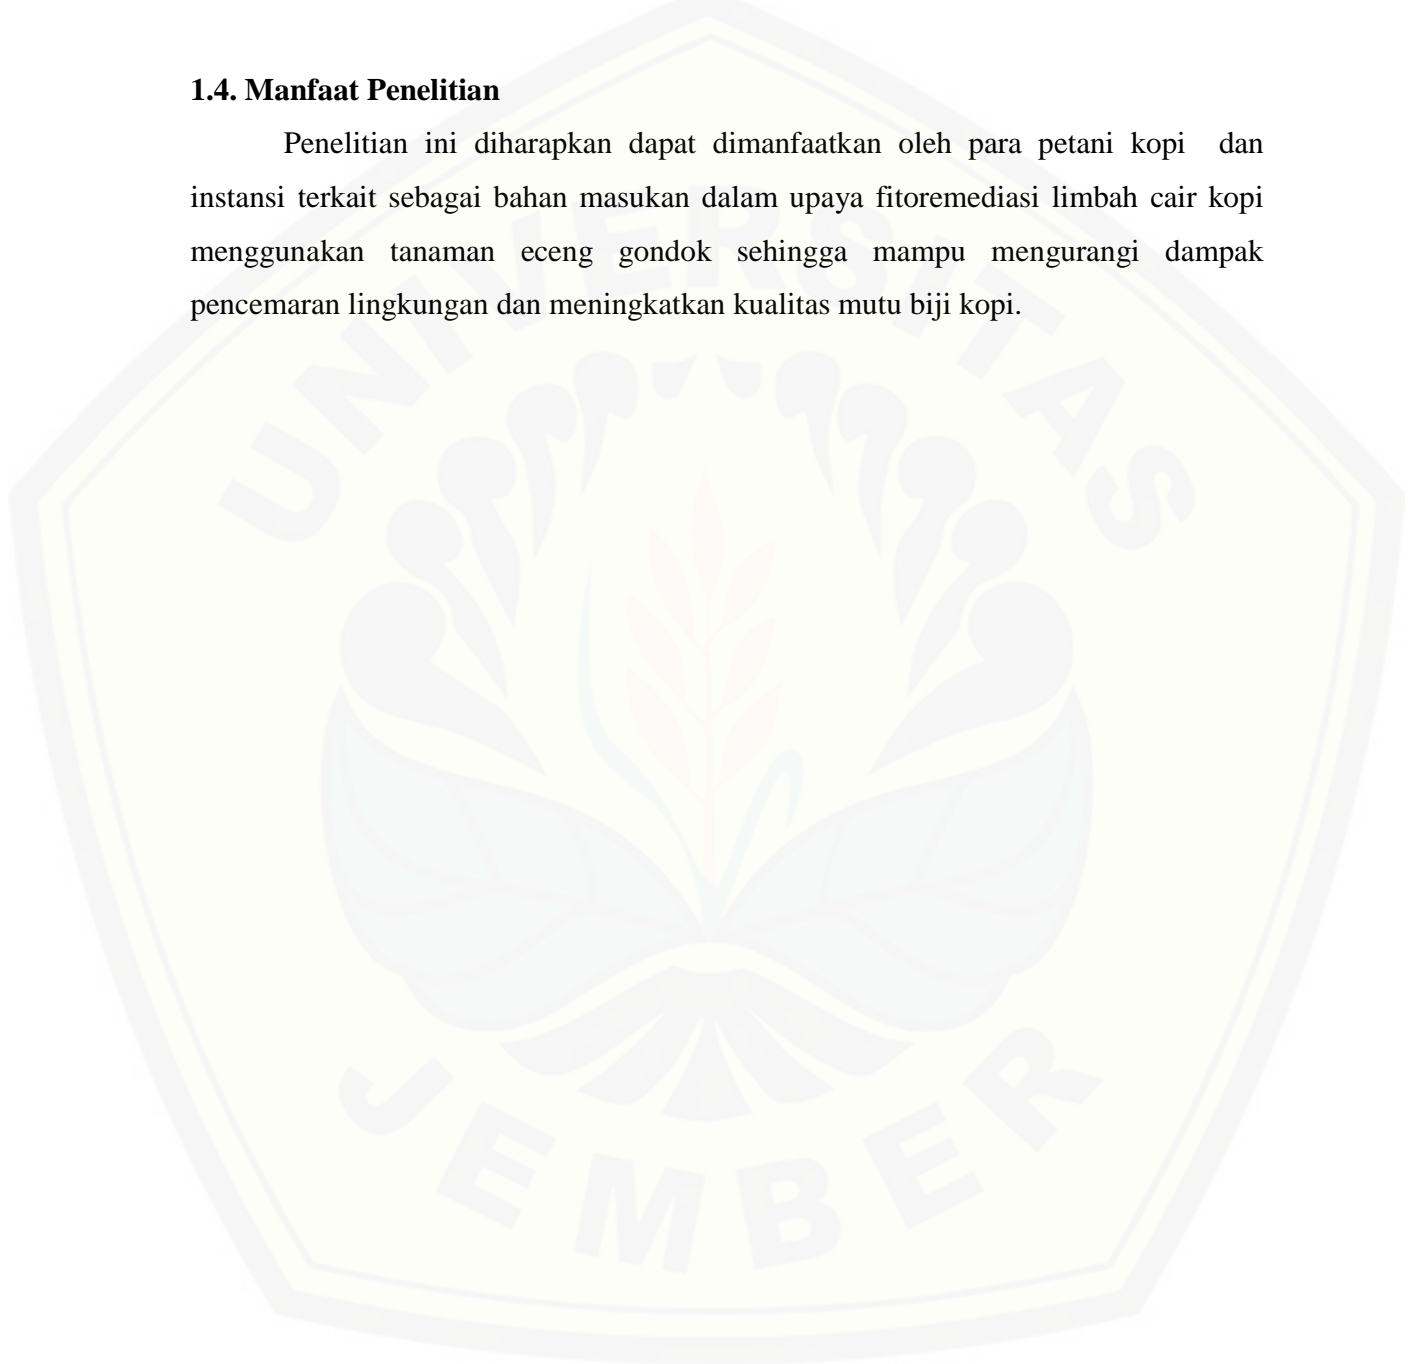 1.4. Manfaat Penelitian
Penelitian ini diharapkan dapat dimanfaatkan oleh para petani kopi dan
instansi terkait sebagai bahan masukan dalam upaya fitoremediasi limbah cair kopi
menggunakan tanaman eceng gondok sehingga mampu mengurangi dampak
pencemaran lingkungan dan meningkatkan kualitas mutu biji kopi.
UNIVERSITAS
JEMBER